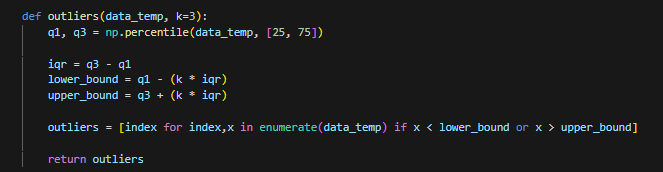 def outliers(data_temp, k=3):
    q1, q3 = np.percentile(data_temp, [25, 75])
    iqr = q3 - q1
    lower_bound = q1 - (k * iqr)
    upper_bound = q3 + (k * iqr)
    outliers = [index for index,x in enumerate(data_temp) if x < lower_bound or x > upper_bound]
    return outliers